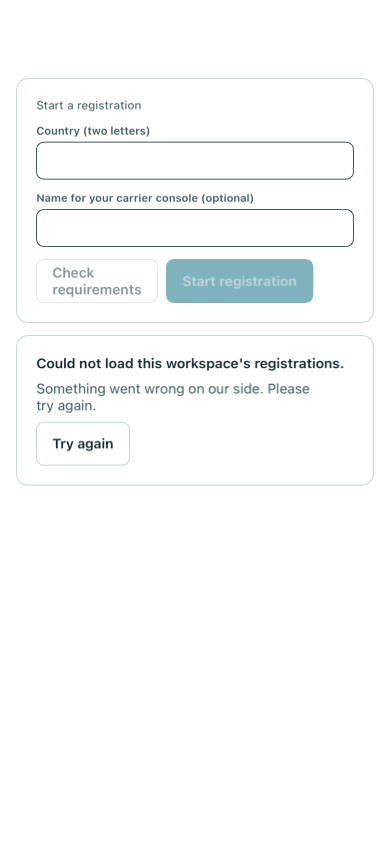 Start a registration
Country (two letters)
Name for your carrier console (optional)
Check
requirements
Start registration
Could not load this workspace's registrations.
Something went wrong on our side. Please
try again.
Try again